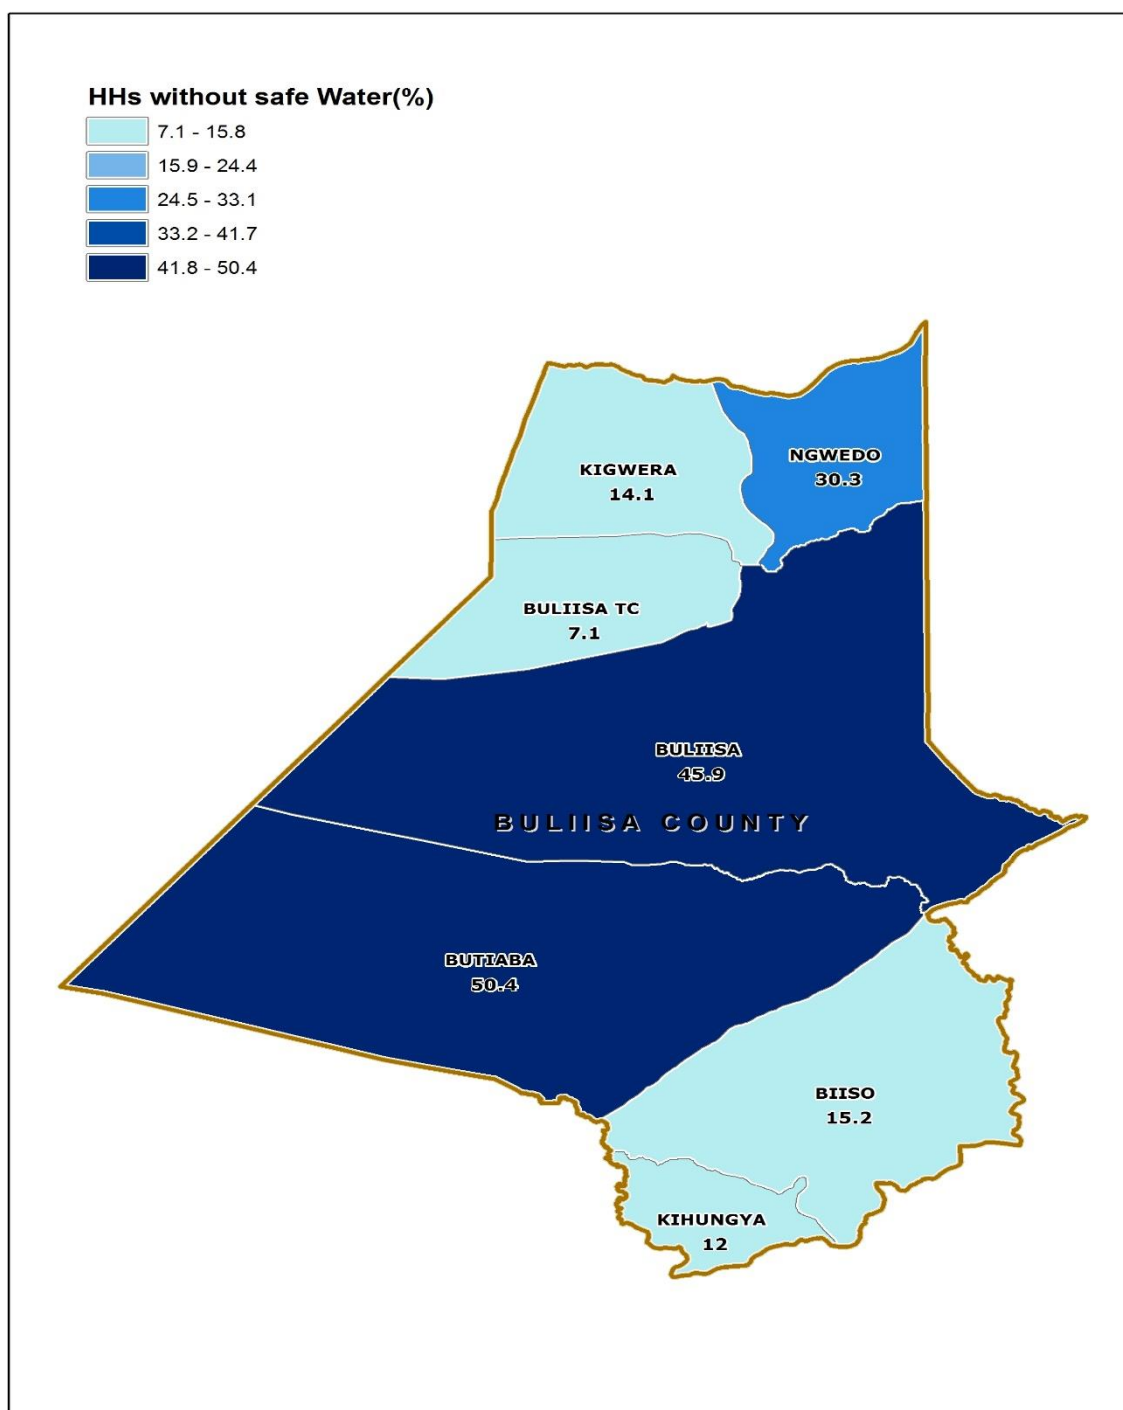 HHs without safe Water(%)
7.1 - 15.8
15.9 - 24.4
24.5 - 33.1
33.2 - 41.7
41.8 - 50.4
NGWEDO
30.3
KIGWERA
14.1
BULIISA TC
7.1
BULIISA
45.9
BULIISA COUNTY
BUTIABA
50.4
BIISO
15.2
KIHUNGYA
12